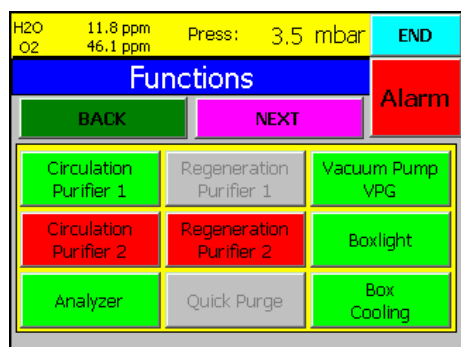 H2O 11.8 ppm Press: 3.5 mbar END
O2 46.1 ppm
Functions
Alarm
BACK NEXT
Circulation Regeneration Vacuum Pump
Purifier 1 Purifier 1 VPG
Circulation Regeneration Boxlight
Purifier 2 Purifier 2
Analyzer Quick Purge Box
Cooling